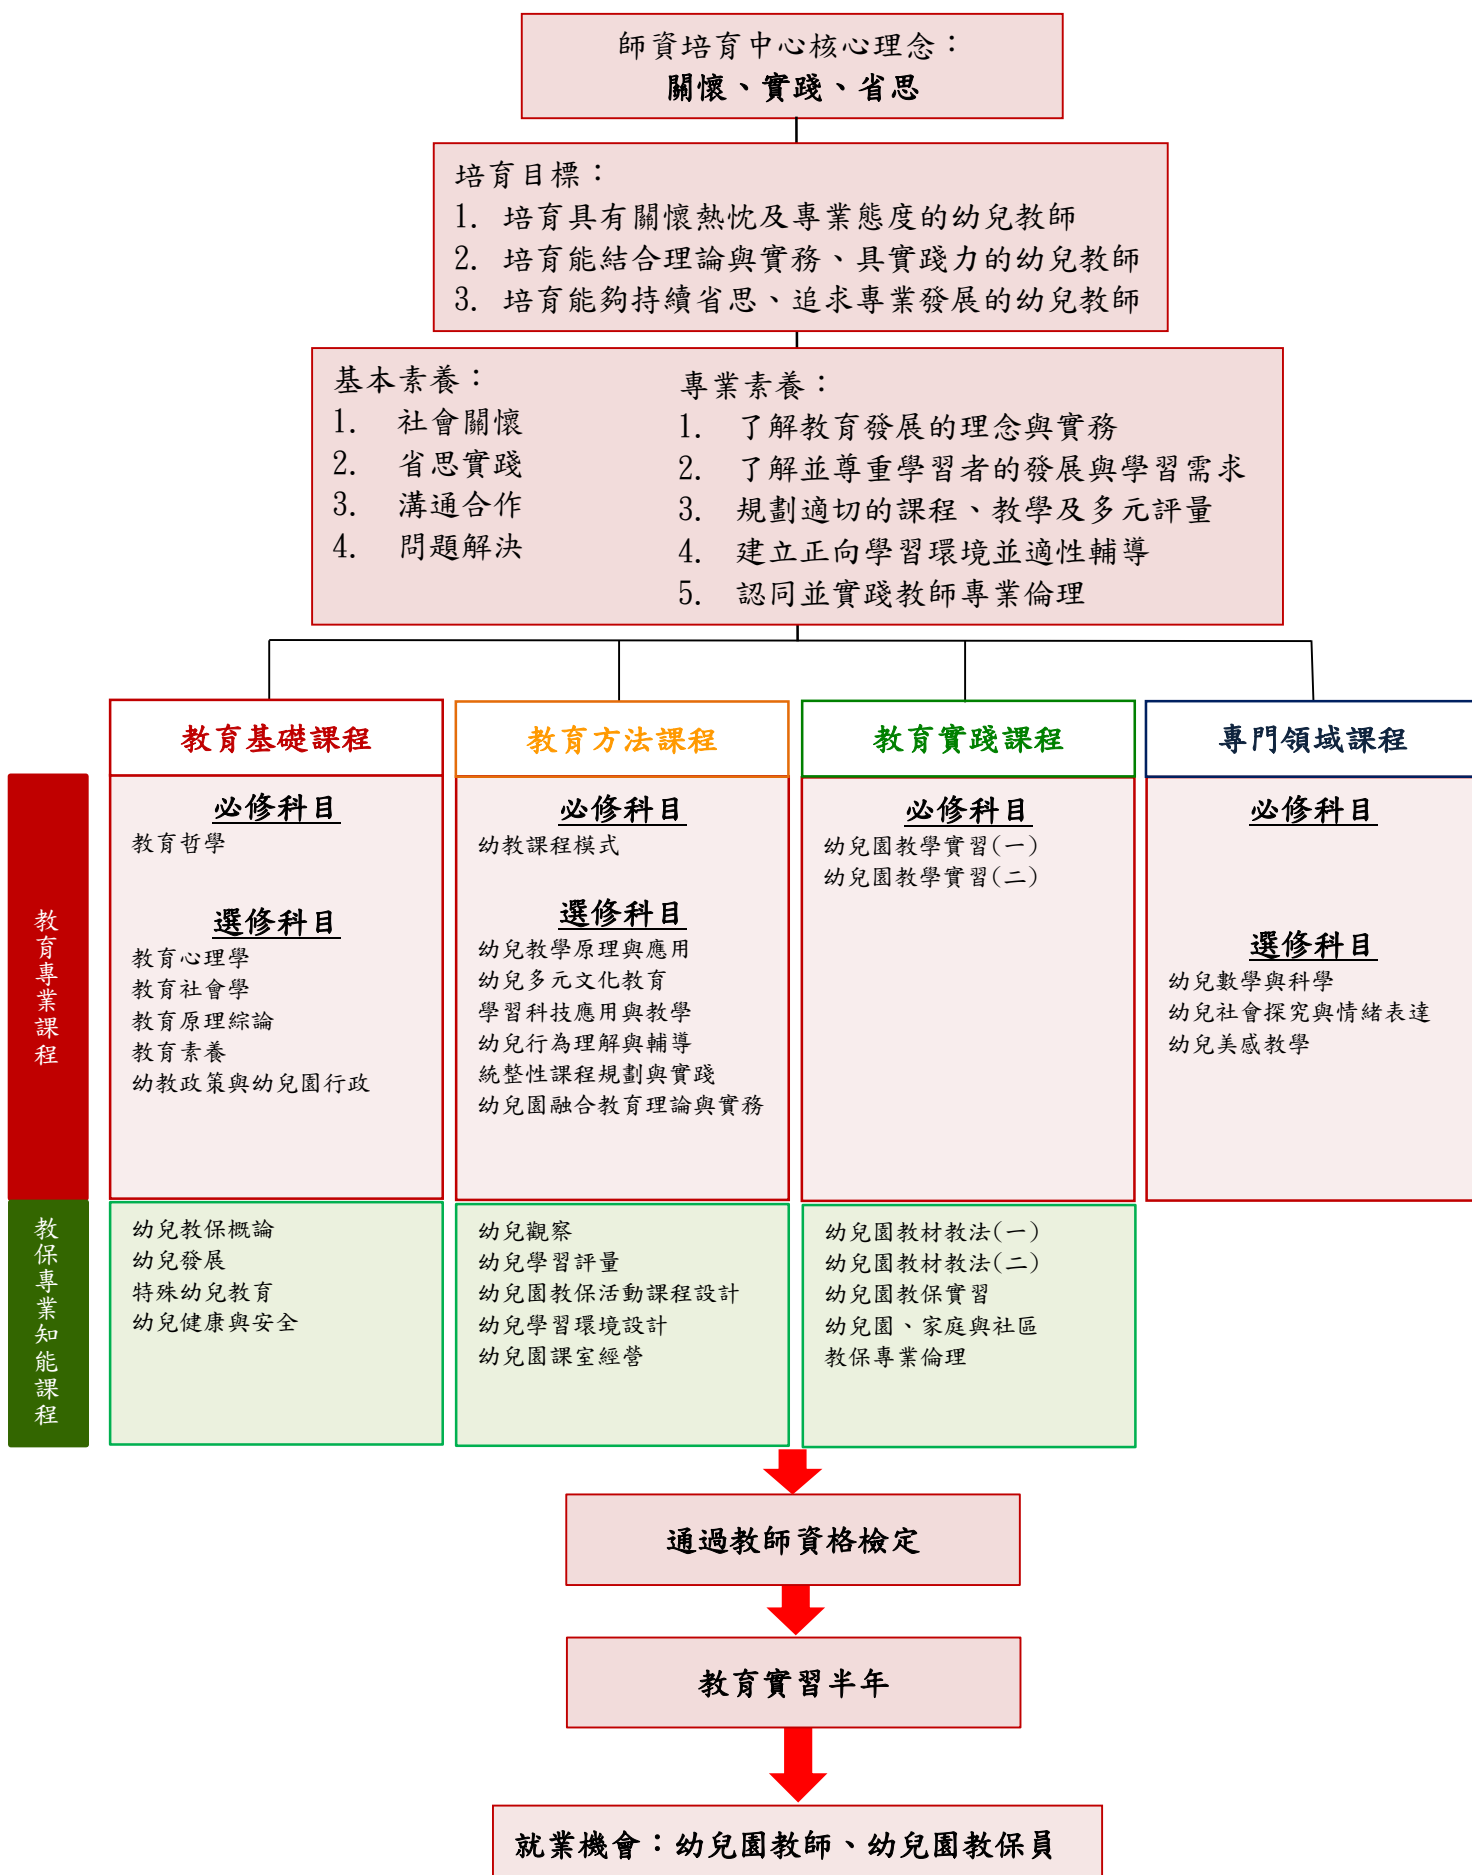 師資培育中心核心理念：
關懷、實踐、省思
培育目標：
1. 培育具有關懷熱忱及專業態度的幼兒教師
2. 培育能結合理論與實務、具實踐力的幼兒教師
3. 培育能夠持續省思、追求專業發展的幼兒教師
基本素養：
1. 社會關懷
2. 省思實踐
3. 溝通合作
4. 問題解決
專業素養：
1. 了解教育發展的理念與實務
2. 了解並尊重學習者的發展與學習需求
3. 規劃適切的課程、教學及多元評量
4. 建立正向學習環境並適性輔導
5. 認同並實踐教師專業倫理
教育基礎課程
教育方法課程
教育實踐課程
專門領域課程
教育專業課程
必修科目
教育哲學
選修科目
教育心理學
教育社會學
教育原理綜論
教育素養
幼教政策與幼兒園行政
必修科目
幼教課程模式
選修科目
幼兒教學原理與應用
幼兒多元文化教育
學習科技應用與教學
幼兒行為理解與輔導
統整性課程規劃與實踐
幼兒園融合教育理論與實務
必修科目
幼兒園教學實習(一)
幼兒園教學實習(二)
必修科目
選修科目
幼兒數學與科學
幼兒社會探究與情緒表達
幼兒美感教學
教保專業知能課程
幼兒教保概論
幼兒發展
特殊幼兒教育
幼兒健康與安全
幼兒觀察
幼兒學習評量
幼兒園教保活動課程設計
幼兒學習環境設計
幼兒園課室經營
幼兒園教材教法(一)
幼兒園教材教法(二)
幼兒園教保實習
幼兒園、家庭與社區
教保專業倫理
通過教師資格檢定
教育實習半年
就業機會：幼兒園教師、幼兒園教保員